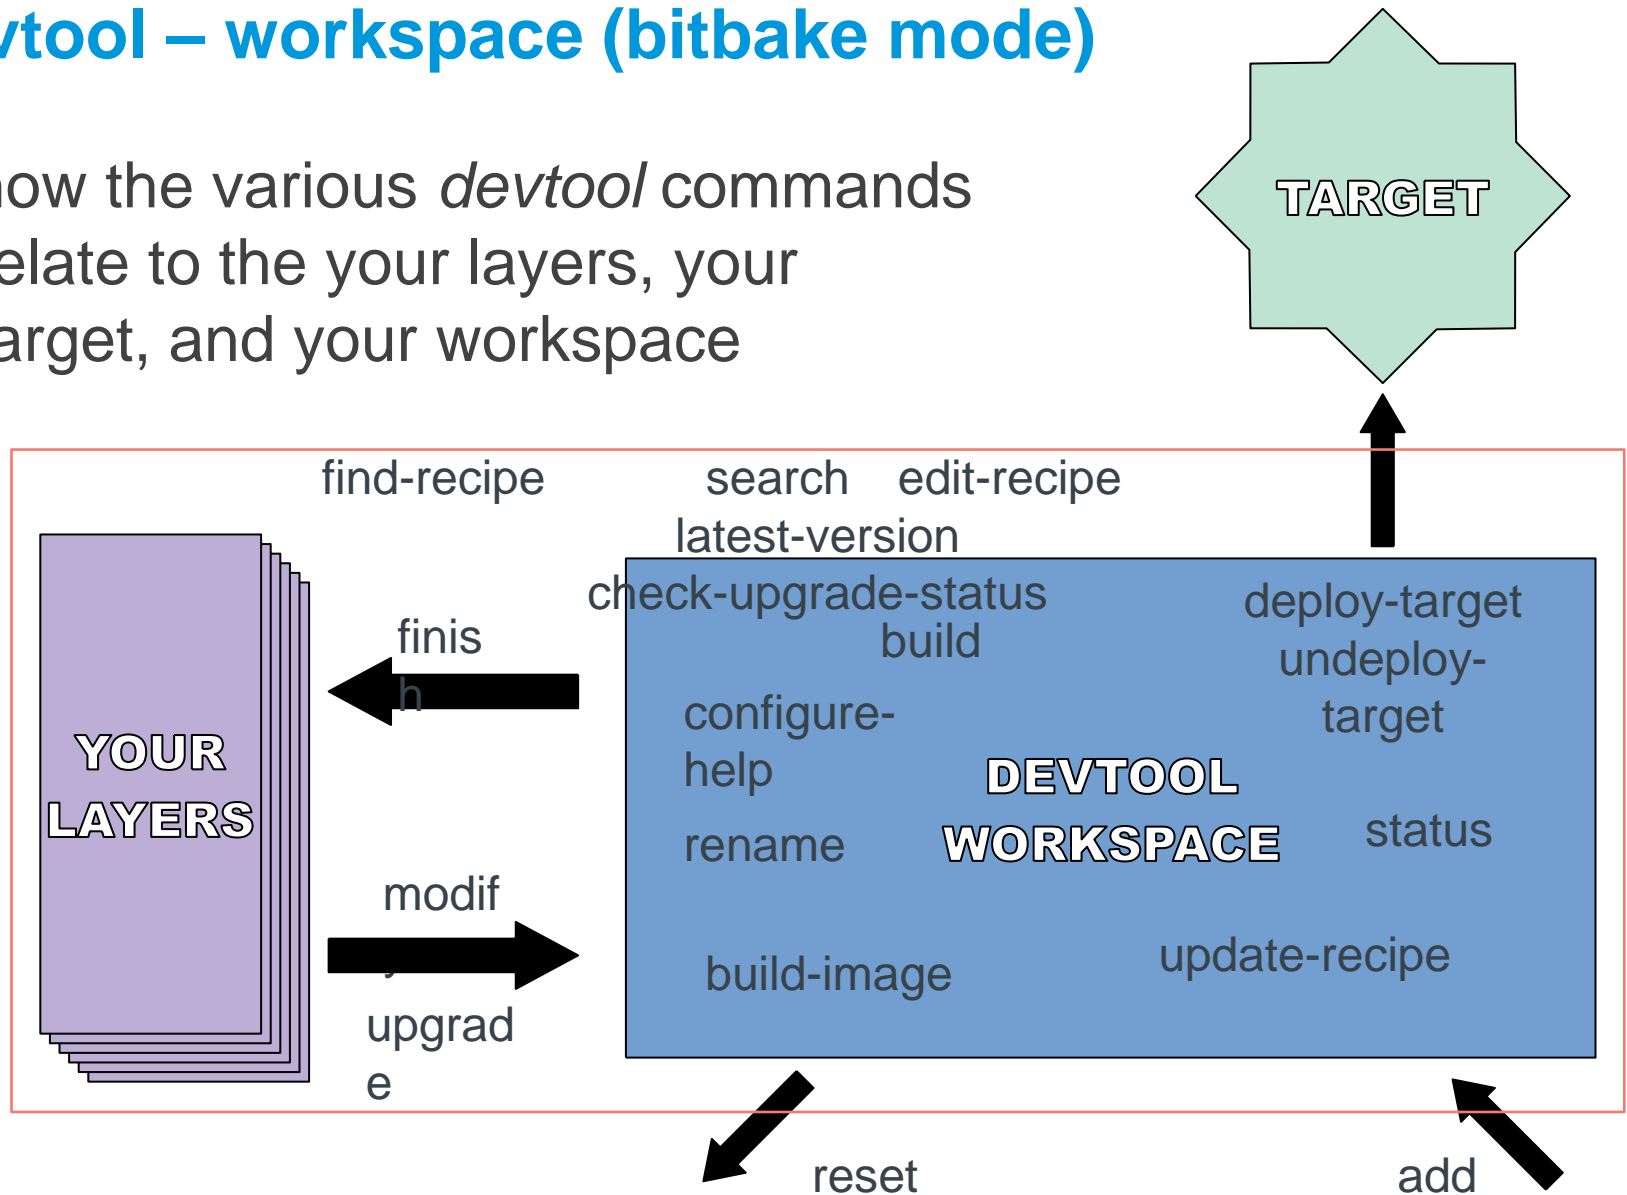 vtool – workspace (bitbake mode)
how the various devtool commands
elate to the your layers, your
arget, and your workspace
TARGET
find-recipe search edit-recipe
latest-version
check-upgrade-status
build
deploy-target
undeploy-
target
finis
h
configure-
help
YOUR
LAYERS
DEVTOOL
WORKSPACE
rename
status
modif
y
build-image
update-recipe
upgrad
e
reset
add